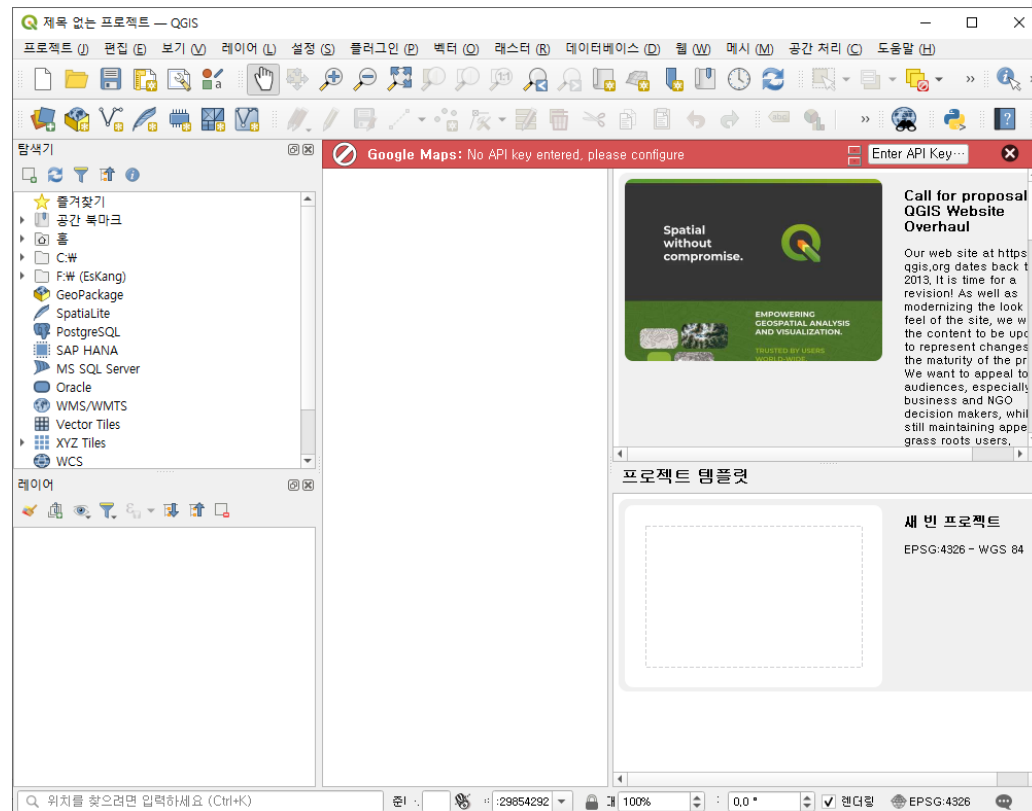 제목 없는 프로젝트 — QGIS
프로젝트 (J) 편집 (E) 보기 (V) 레이어 (L) 설정 (S) 플러그인 (P) 벡터 (O) 래스터 (R) 데이터베이스 (D) 웹 (W) 메시 (M) 공간 처리 (C) 도움말 (H)
탐색기
Google Maps: No API key entered, please configure
Enter API Key…
즐겨찾기
공간 북마크
홈
C:₩
F:₩ (EsKang)
GeoPackage
SpatiaLite
PostgreSQL
SAP HANA
MS SQL Server
Oracle
WMS/WMTS
Vector Tiles
XYZ Tiles
WCS
Spatial
without
compromise.
EMPOWERING
GEOSPATIAL ANALYSIS
AND VISUALIZATION.
TRUSTED BY USERS
WORLD-WIDE.
Call for proposal
QGIS Website
Overhaul
Our web site at https
qgis.org dates back t
2013. It is time for a
revision! As well as
modernizing the look
feel of the site, we w
the content to be upd
to represent changes
the maturity of the pr
We want to appeal to
audiences, especially
business and NGO
decision makers, whil
still maintaining appe
grass roots users,
레이어
프로젝트 템플릿
새 빈 프로젝트
EPSG:4326 - WGS 84
위치를 찾으려면 입력하세요 (Ctrl+K)
준 :29854292 100% : 0.0 ° 렌더링 EPSG:4326